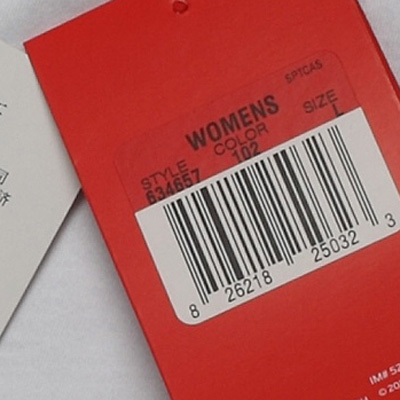 SPTCAS
WOMENS
STYLE COLOR SIZE
634657 102 L
8 26218 25032 3
IM# 52